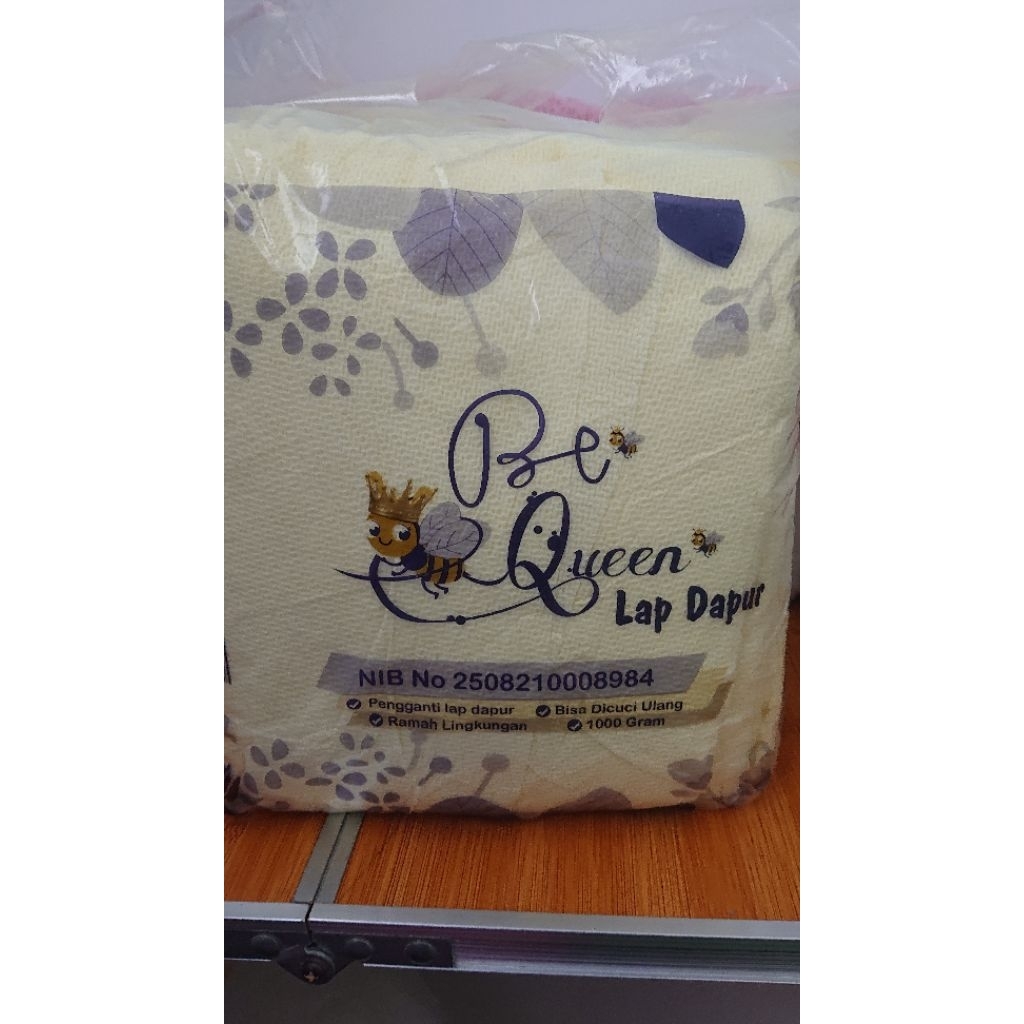 Be
Queen
Lap Dapur
NIB No 2508210008984
Pengganti lap dapur Bisa Dicuci Ulang
Ramah Lingkungan 1000 Gram